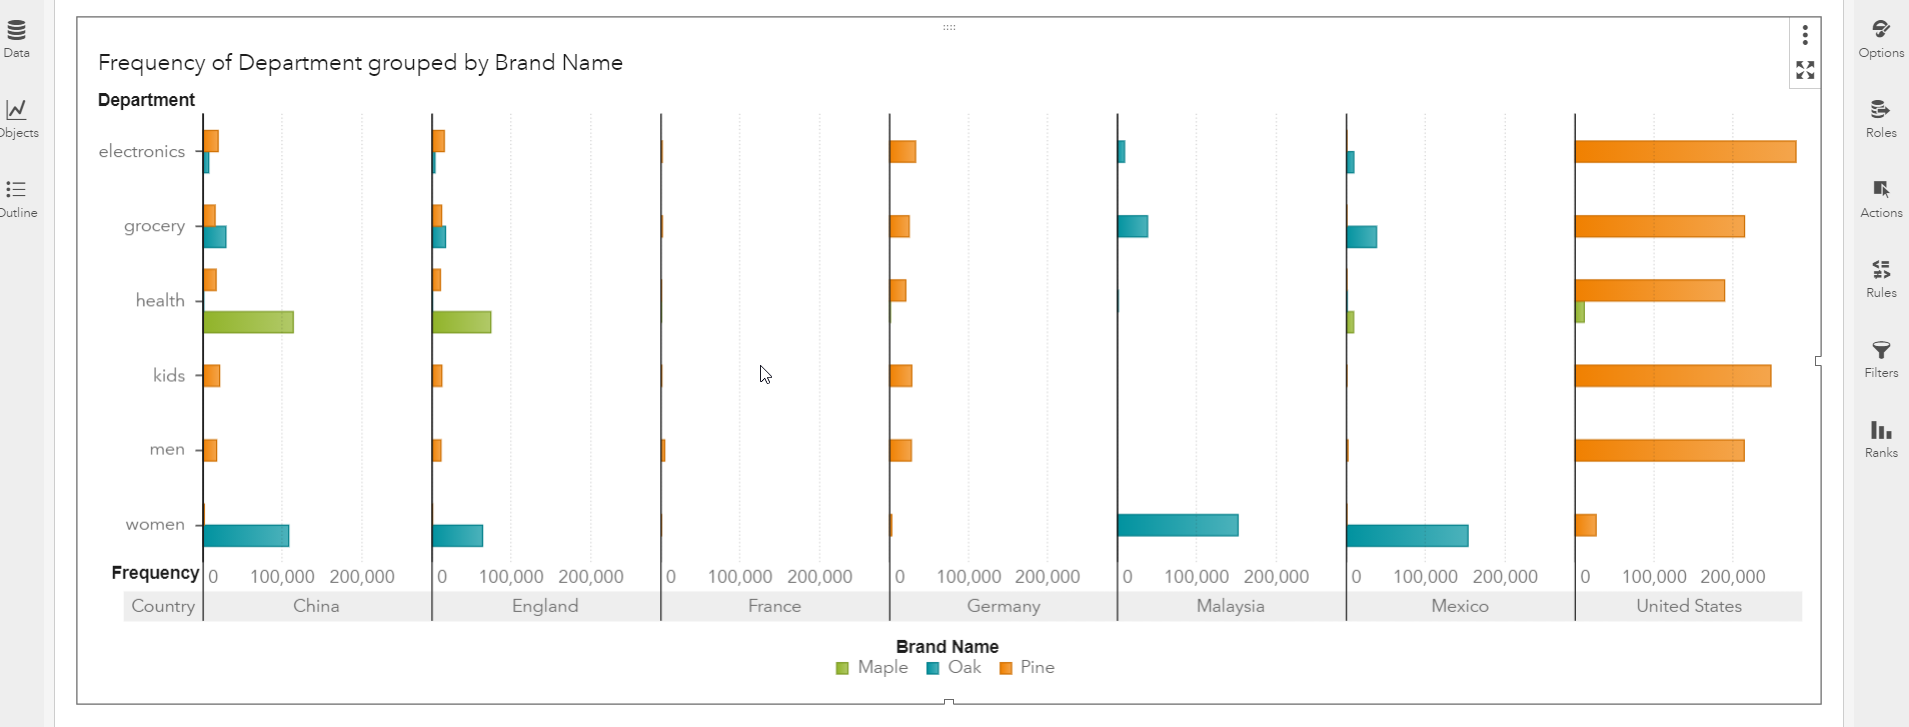 Data
Objects
Outline
Frequency of Department grouped by Brand Name
Department
electronics
grocery
health
kids
men
women
Frequency 0 100,000 200,000 0 100,000 200,000 0 100,000 200,000 0 100,000 200,000 0 100,000 200,000 0 100,000 200,000 0 100,000 200,000
Country China England France Germany Malaysia Mexico United States
Brand Name
Maple Oak Pine
Options
Roles
Actions
Rules
Filters
Ranks